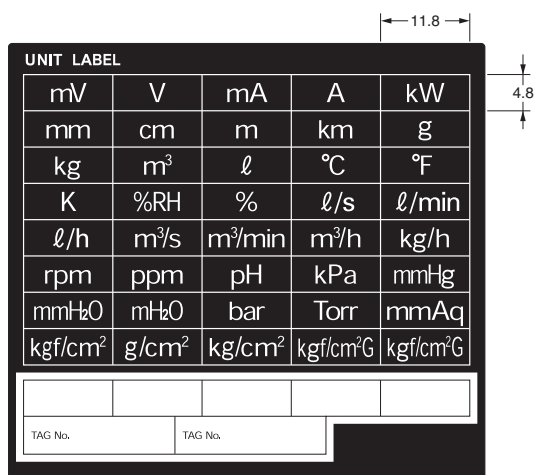 11.8
UNIT LABEL
4.8
mV V mA A kW
mm cm m km g
kg m³ ℓ °C °F
K %RH % ℓ/s ℓ/min
ℓ/h m³/s m³/min m³/h kg/h
rpm ppm pH kPa mmHg
mmH₂O mH₂O bar Torr mmAq
kgf/cm² g/cm² kg/cm² kgf/cm²G kgf/cm²G
TAG No. TAG No.